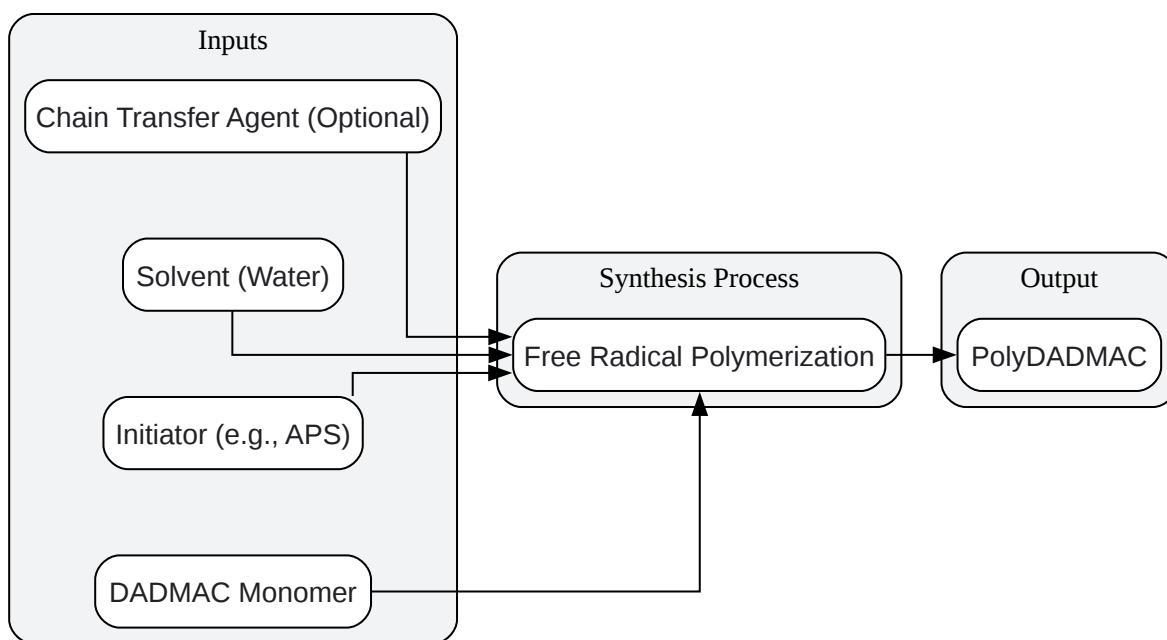 Inputs
Chain Transfer Agent (Optional)
Solvent (Water)
Initiator (e.g., APS)
DADMAC Monomer
Synthesis Process
Free Radical Polymerization
Output
PolyDADMAC